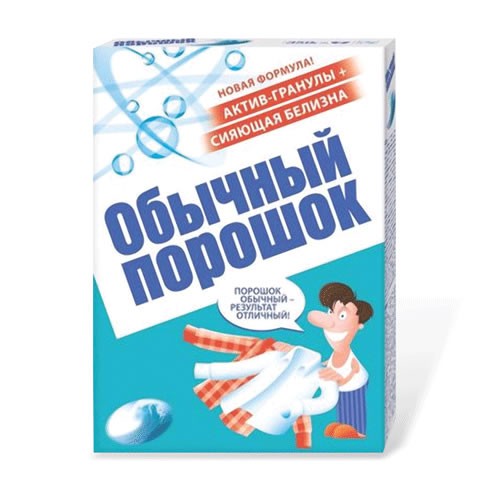 НОВАЯ ФОРМУЛА!
АКТИВ-ГРАНУЛЫ +
СИЯЮЩАЯ БЕЛИЗНА
Обычный
порошок
ПОРОШОК
ОБЫЧНЫЙ –
РЕЗУЛЬТАТ
ОТЛИЧНЫЙ!